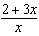 2 + 3x
x